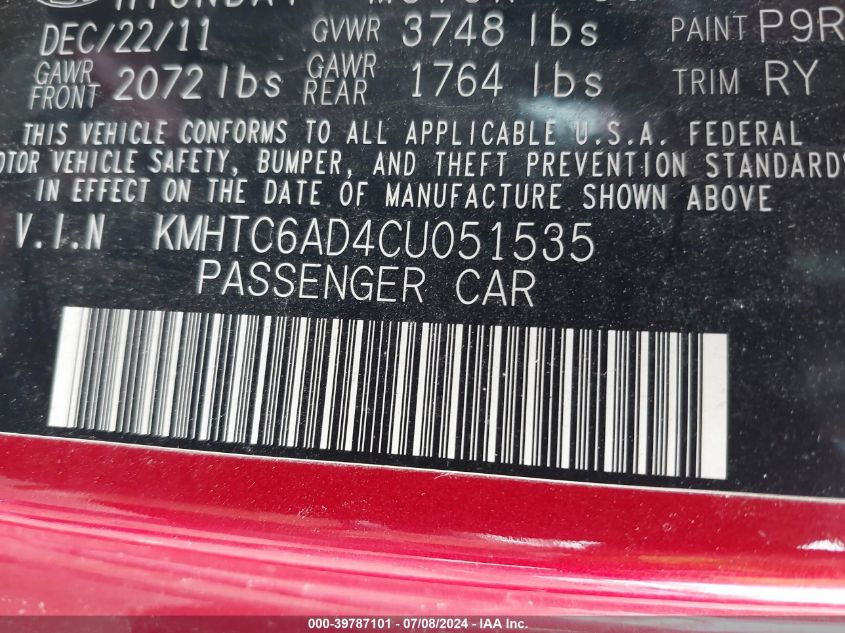 HYUNDAI MOTOR
DEC/22/11 GVWR 3748 lbs PAINT P9R
GAWR FRONT 2072 lbs GAWR REAR 1764 lbs TRIM RY
THIS VEHICLE CONFORMS TO ALL APPLICABLE U.S.A. FEDERAL
MOTOR VEHICLE SAFETY, BUMPER, AND THEFT PREVENTION STANDARDS
IN EFFECT ON THE DATE OF MANUFACTURE SHOWN ABOVE
V.I.N KMHTC6AD4CU051535
PASSENGER CAR
000-39787101 - 07/08/2024 - IAA Inc.